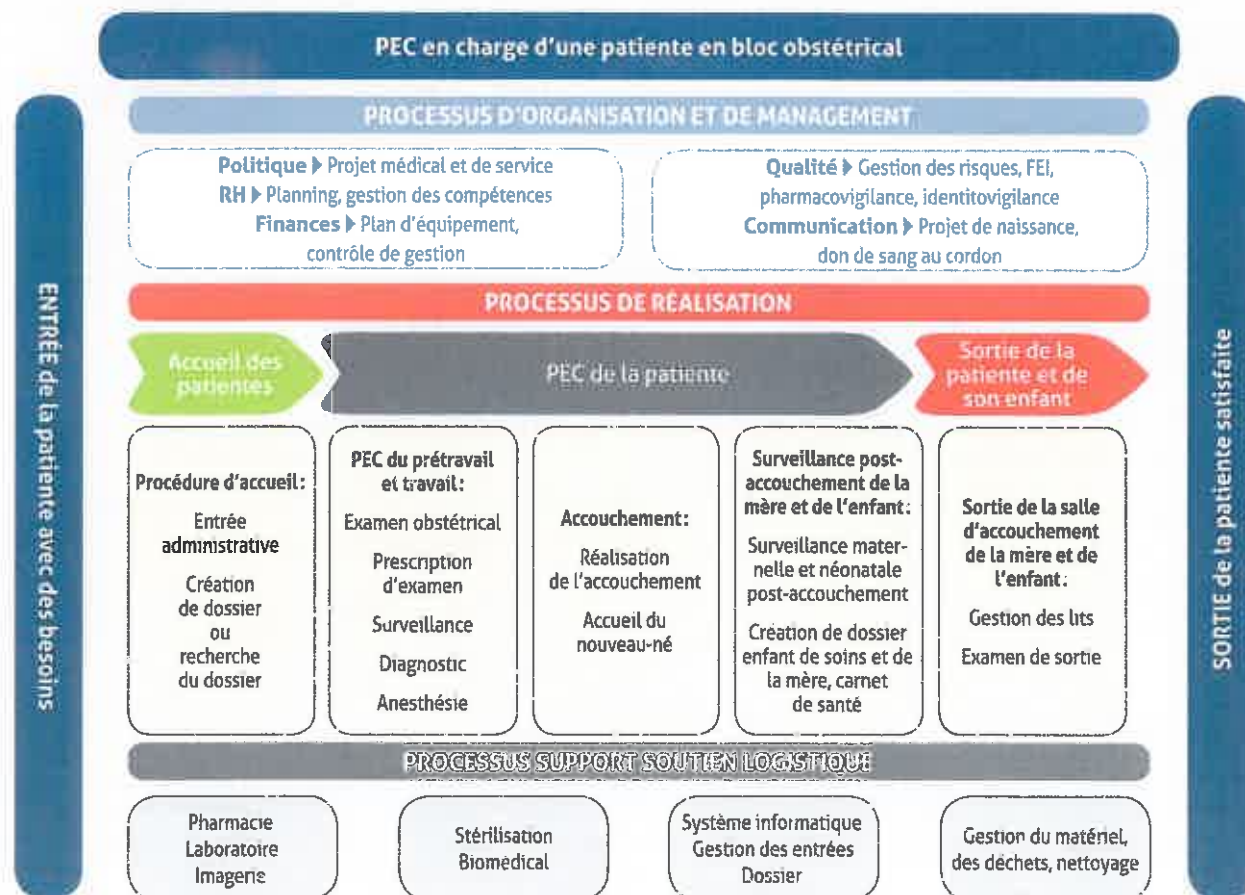 PEC en charge d'une patiente en bloc obstétrical
ENTRÉE de la patiente avec des besoins
PROCESSUS D'ORGANISATION ET DE MANAGEMENT
Politique ▶ Projet médical et de service
RH ▶ Planning, gestion des compétences
Finances ▶ Plan d'équipement,
contrôle de gestion
Qualité ▶ Gestion des risques, FEI,
pharmacovigilance, identitovigilance
Communication ▶ Projet de naissance,
don de sang au cordon
PROCESSUS DE RÉALISATION
Accueil des
patientes
PEC de la patiente
Sortie de la
patiente et de
son enfant
Procédure d'accueil:
Entrée
administrative
Création
de dossier
ou
recherche
du dossier
PEC du prétravail
et travail:
Examen obstétrical
Prescription
d'examen
Surveillance
Diagnostic
Anesthésie
Accouchement:
Réalisation
de l'accouchement
Accueil du
nouveau-né
Surveillance post-
accouchement de la
mère et de l'enfant:
Surveillance mater-
nelle et néonatale
post-accouchement
Création de dossier
enfant de soins et de
la mère, carnet
de santé
Sortie de la salle
d'accouchement
de la mère et de
l'enfant:
Gestion des lits
Examen de sortie
PROCESSUS SUPPORT SOUTIEN LOGISTIQUE
Pharmacie
Laboratoire
Imagerie
Stérilisation
Biomédical
Système informatique
Gestion des entrées
Dossier
Gestion du matériel,
des déchets, nettoyage
SORTIE de la patiente satisfaite